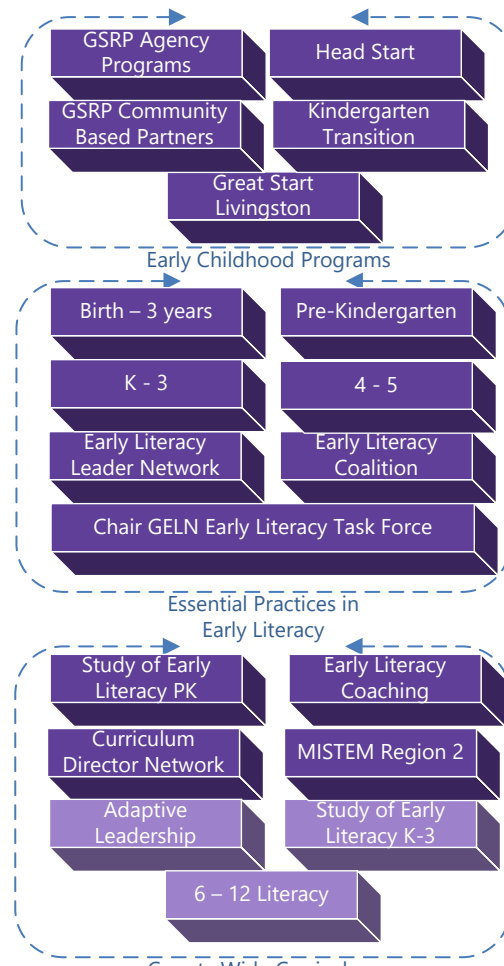 GSRP Agency
Programs
Head Start
GSRP Community
Based Partners
Kindergarten
Transition
Great Start
Livingston
Early Childhood Programs
Birth – 3 years
Pre-Kindergarten
K - 3
4 - 5
Early Literacy
Leader Network
Early Literacy
Coalition
Chair GELN Early Literacy Task Force
Essential Practices in
Early Literacy
Study of Early
Literacy PK
Early Literacy
Coaching
Curriculum
Director Network
MISTEM Region 2
Adaptive
Leadership
Study of Early
Literacy K-3
6 – 12 Literacy